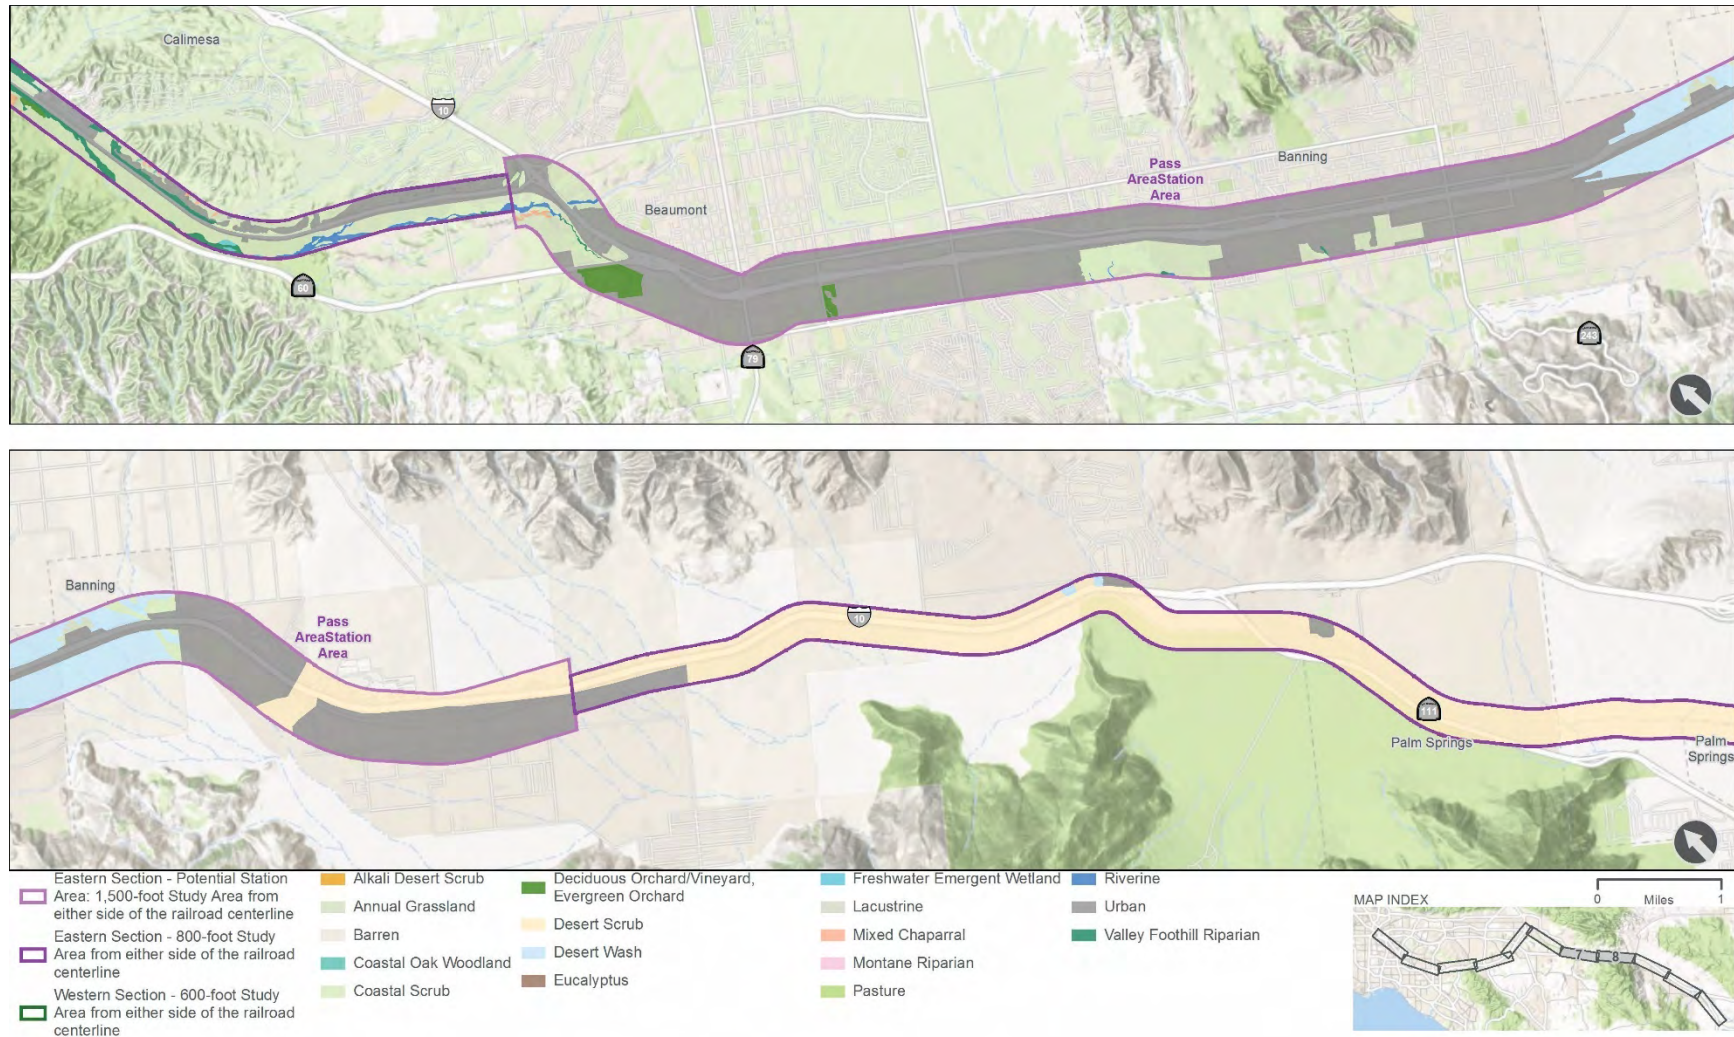 Calimesa
10
Beaumont
Pass
AreaStation
Area
Banning
60
79
243
Banning
Pass
AreaStation
Area
10
111
Palm Springs
Palm
Springs
Eastern Section - Potential Station
Area: 1,500-foot Study Area from
either side of the railroad centerline
Eastern Section - 800-foot Study
Area from either side of the railroad
centerline
Western Section - 600-foot Study
Area from either side of the railroad
centerline
Alkali Desert Scrub
Annual Grassland
Barren
Coastal Oak Woodland
Coastal Scrub
Deciduous Orchard/Vineyard,
Evergreen Orchard
Desert Scrub
Desert Wash
Eucalyptus
Freshwater Emergent Wetland
Lacustrine
Mixed Chaparral
Montane Riparian
Pasture
Riverine
Urban
Valley Foothill Riparian
0 Miles 1
MAP INDEX
7 8